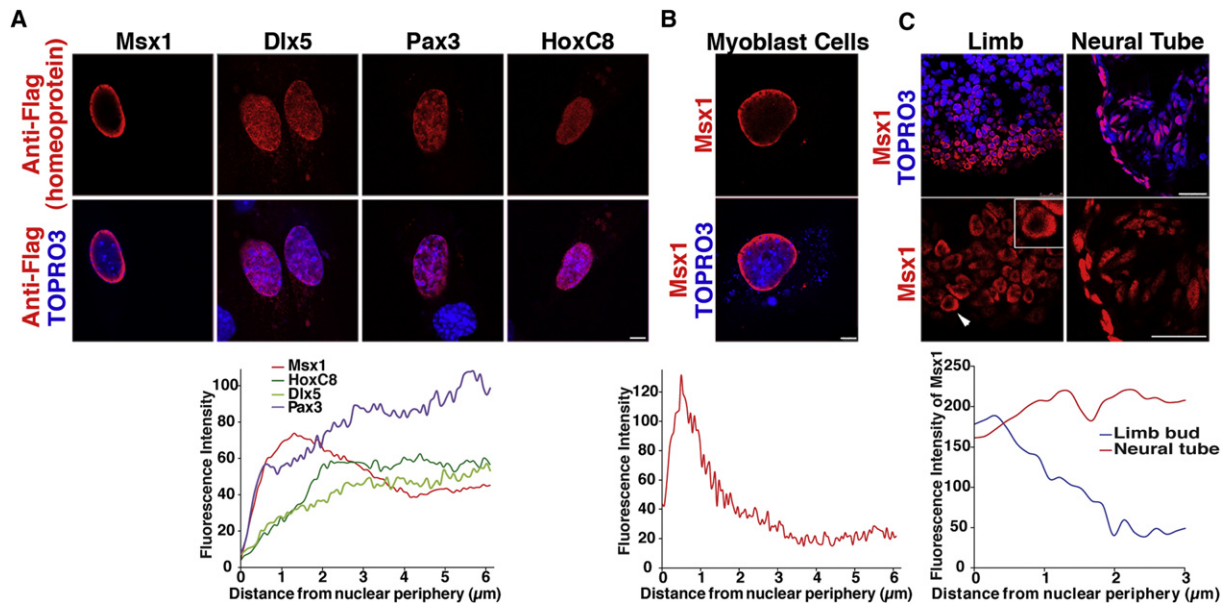 A
Msx1 Dlx5 Pax3 HoxC8
Anti-Flag
(homeoprotein)
Anti-Flag
TOPRO3
Msx1
HoxC8
Dlx5
Pax3
Fluorescence Intensity
100
80
60
40
20
0
0 1 2 3 4 5 6
Distance from nuclear periphery (µm)
B
Myoblast Cells
Msx1
Msx1
TOPRO3
Fluorescence Intensity
120
100
80
60
40
20
0
0 1 2 3 4 5 6
Distance from nuclear periphery (µm)
C
Limb Neural Tube
Msx1
TOPRO3
Msx1
Fluorescence Intensity of Msx1
250
200
150
100
50
0
Limb bud
Neural tube
0 1 2 3
Distance from nuclear periphery (µm)